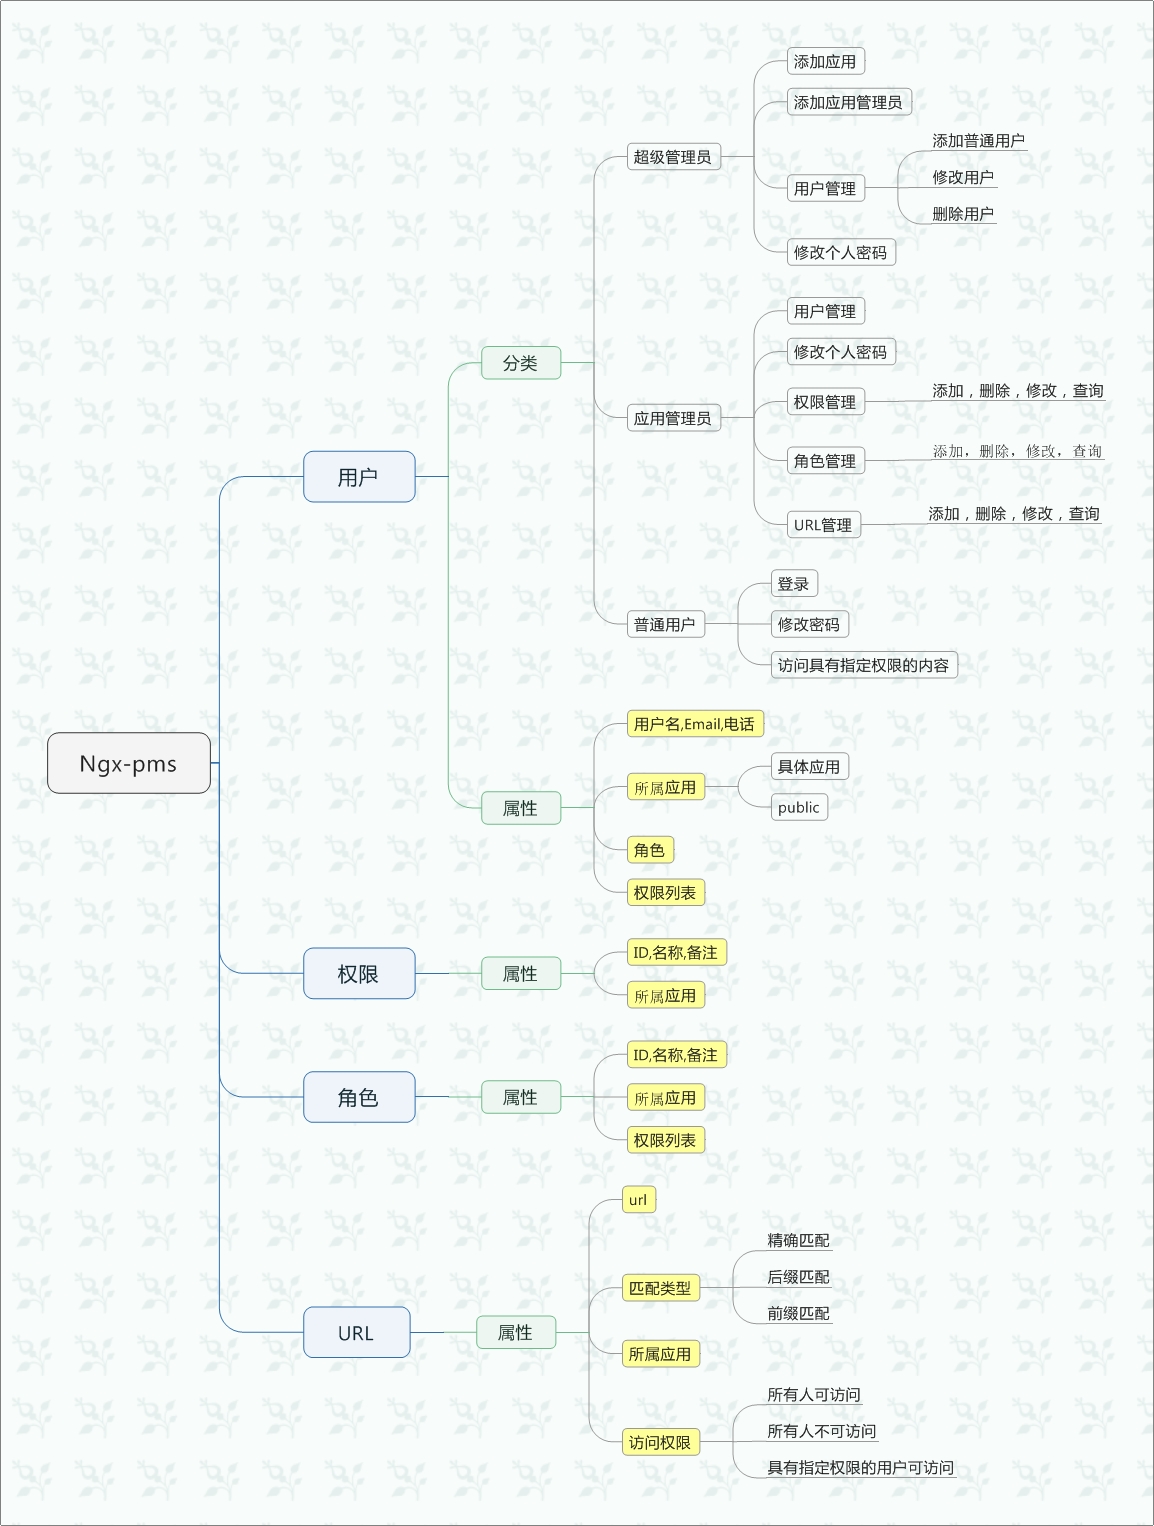 Ngx-pms
用户
分类
超级管理员
添加应用
添加应用管理员
用户管理
添加普通用户
修改用户
删除用户
修改个人密码
应用管理员
用户管理
修改个人密码
权限管理
添加，删除，修改，查询
角色管理
添加，删除，修改，查询
URL管理
添加，删除，修改，查询
普通用户
登录
修改密码
访问具有指定权限的内容
属性
用户名,Email,电话
所属应用
具体应用
public
角色
权限列表
权限
属性
ID,名称,备注
所属应用
角色
属性
ID,名称,备注
所属应用
权限列表
URL
属性
url
匹配类型
精确匹配
后缀匹配
前缀匹配
所属应用
访问权限
所有人可访问
所有人不可访问
具有指定权限的用户可访问